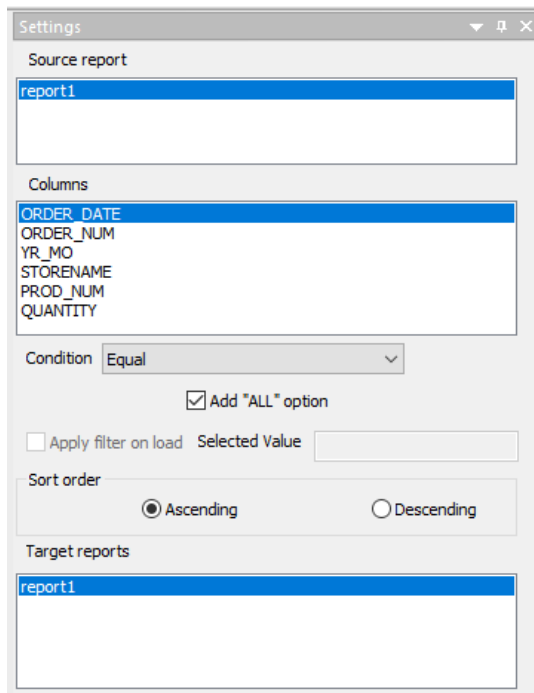 Settings
Source report
report1
Columns
ORDER_DATE
ORDER_NUM
YR_MO
STORENAME
PROD_NUM
QUANTITY
Condition Equal
Add "ALL" option
Apply filter on load Selected Value
Sort order
Ascending Descending
Target reports
report1